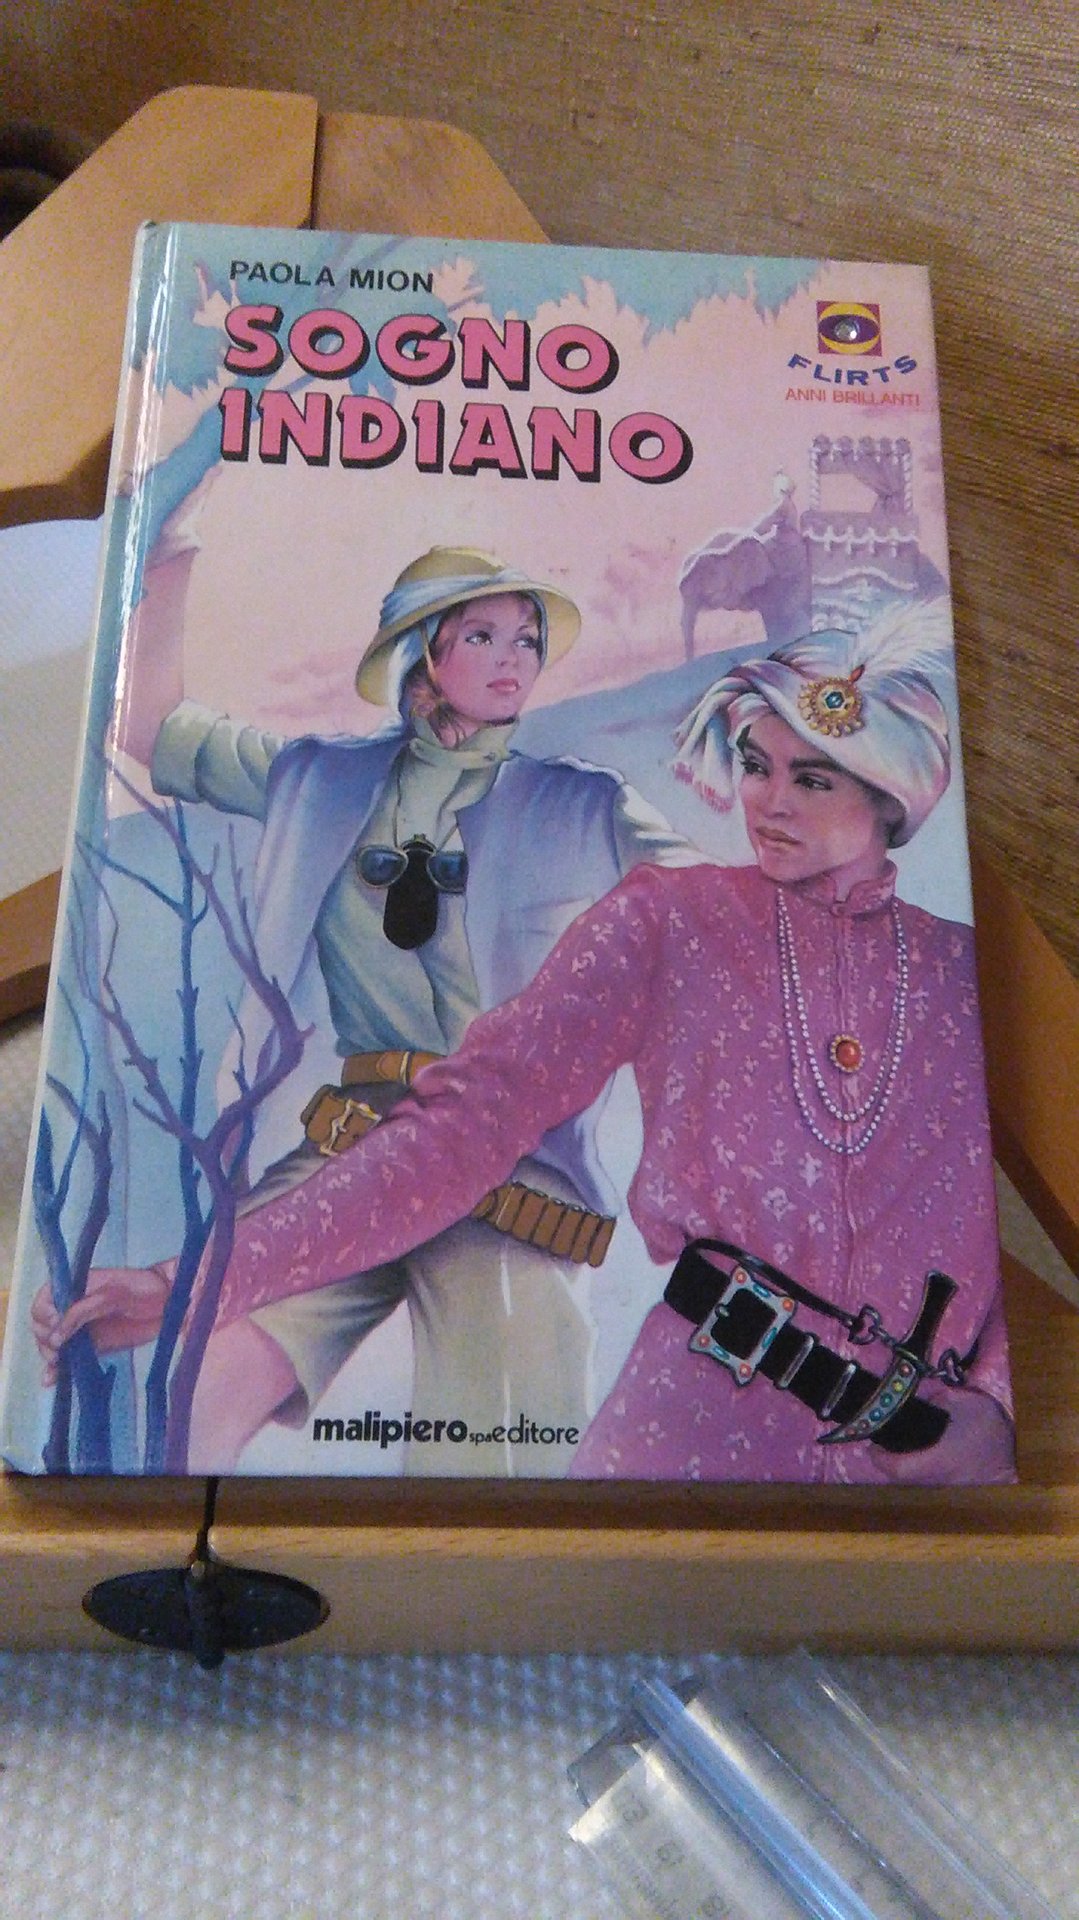 PAOLA MION
SOGNO
INDIANO
FLIRTS
ANNI BRILLANTI
malipiero spa editore